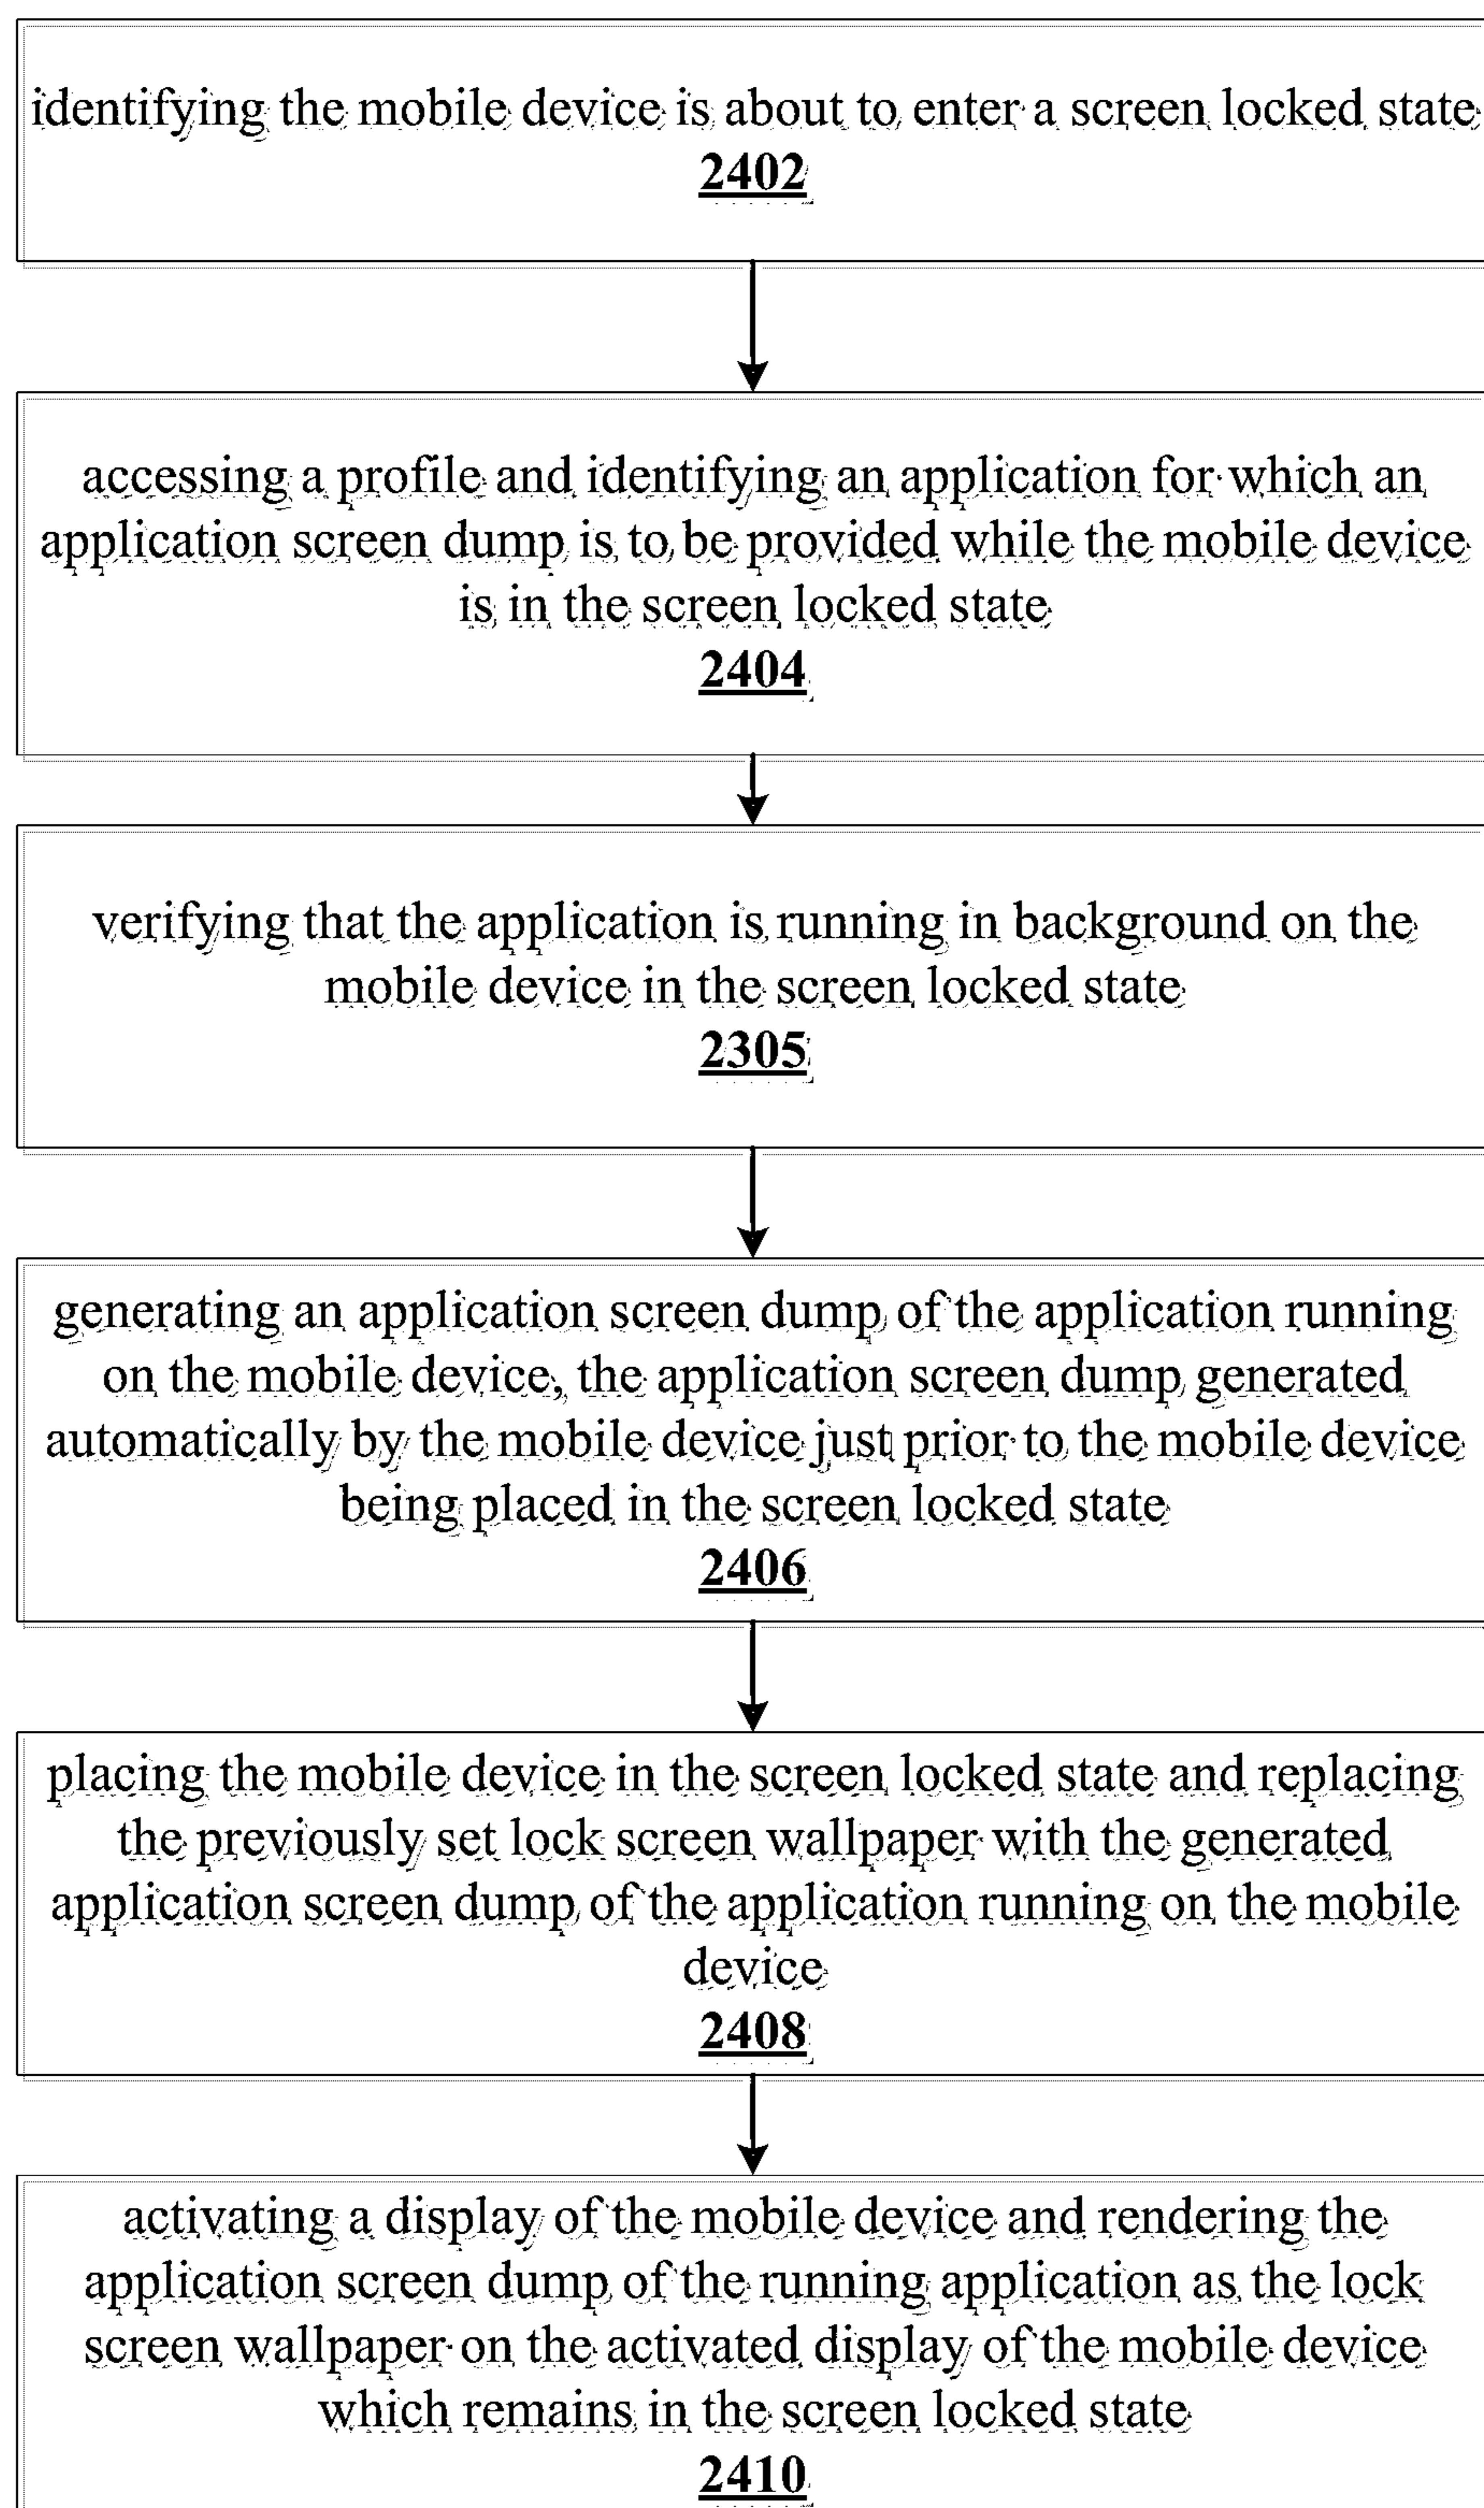 identifying the mobile device is about to enter a screen locked state
2402
accessing a profile and identifying an application for which an
application screen dump is to be provided while the mobile device
is in the screen locked state
2404
verifying that the application is running in background on the
mobile device in the screen locked state
2305
generating an application screen dump of the application running
on the mobile device, the application screen dump generated
automatically by the mobile device just prior to the mobile device
being placed in the screen locked state
2406
placing the mobile device in the screen locked state and replacing
the previously set lock screen wallpaper with the generated
application screen dump of the application running on the mobile
device
2408
activating a display of the mobile device and rendering the
application screen dump of the running application as the lock
screen wallpaper on the activated display of the mobile device
which remains in the screen locked state
2410